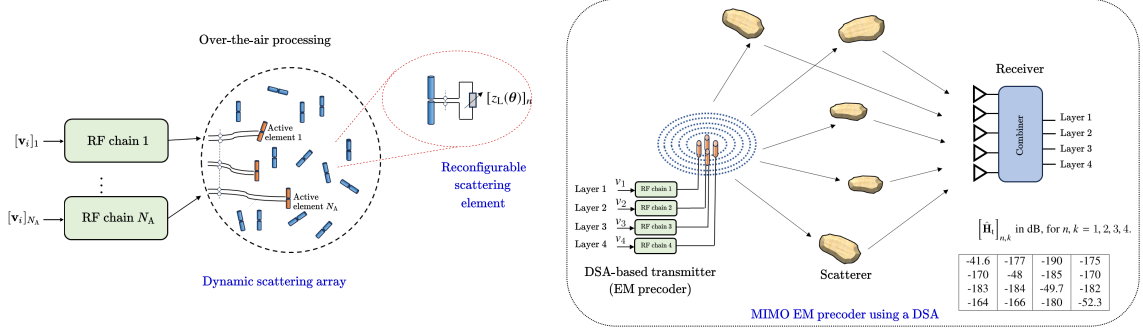 Over-the-air processing
[v_i]_1
RF chain 1
Active
element 1
⋮
[v_i]_{N_A}
RF chain N_A
Active
element N_A
[z_L(θ)]_n
Reconfigurable
scattering
element
Dynamic scattering array
Receiver
Combiner
Layer 1
Layer 2
Layer 3
Layer 4
Layer 1
v_1
RF chain 1
Layer 2
v_2
RF chain 2
Layer 3
v_3
RF chain 3
Layer 4
v_4
RF chain 4
DSA-based transmitter
(EM precoder)
Scatterer
[H̃_t]_{n,k} in dB, for n, k = 1, 2, 3, 4.
-41.6 -177 -190 -175
-170 -48 -185 -170
-183 -184 -49.7 -182
-164 -166 -180 -52.3
MIMO EM precoder using a DSA